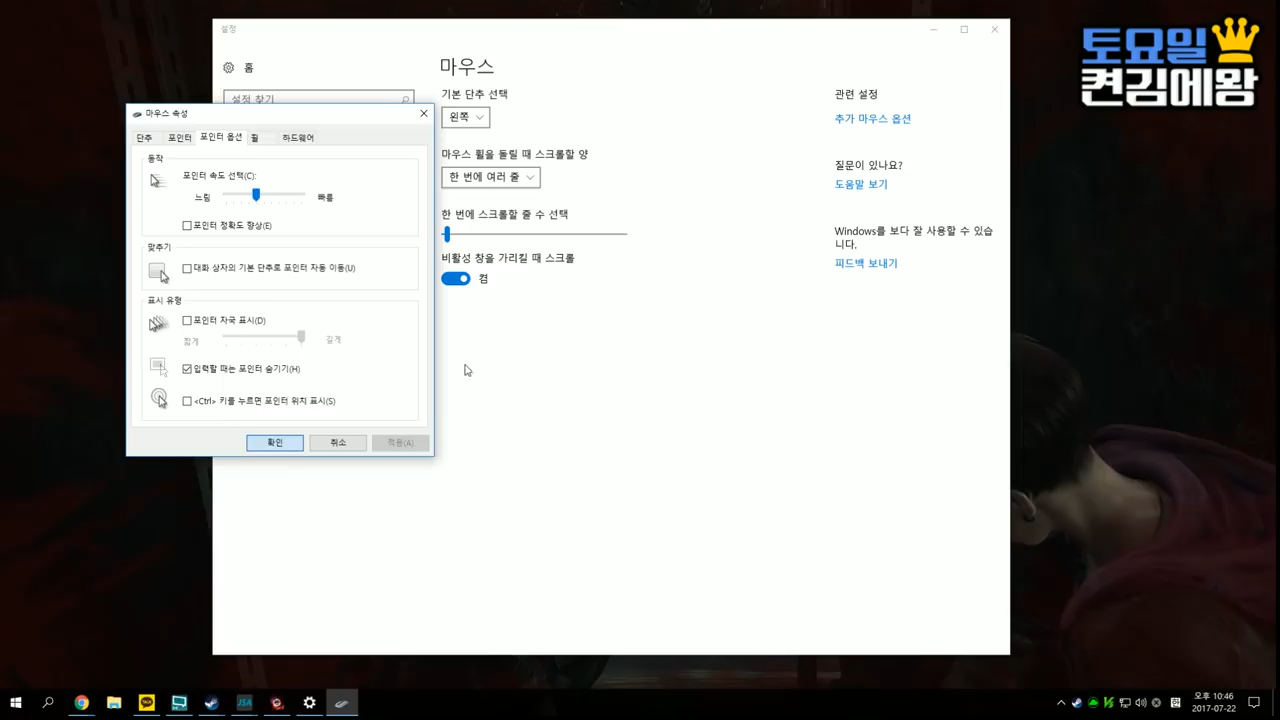 토요일
켠김에왕
설정
홈
설정 찾기
마우스
기본 단추 선택
왼쪽
마우스 휠을 돌릴 때 스크롤할 양
한 번에 여러 줄
한 번에 스크롤할 줄 수 선택
비활성 창을 가리킬 때 스크롤
켬
관련 설정
추가 마우스 옵션
질문이 있나요?
도움말 보기
Windows를 보다 잘 사용할 수 있습
니다.
피드백 보내기
마우스 속성
단추 포인터 포인터 옵션 휠 하드웨어
동작
포인터 속도 선택(C):
느림 빠름
포인터 정확도 향상(E)
맞추기
대화 상자의 기본 단추로 포인터 자동 이동(U)
표시 유형
포인터 자국 표시(D)
짧게 길게
입력할 때는 포인터 숨기기(H)
<Ctrl> 키를 누르면 포인터 위치 표시(S)
확인 취소 적용(A)
TALK
JSA
오후 10:46
2017-07-22